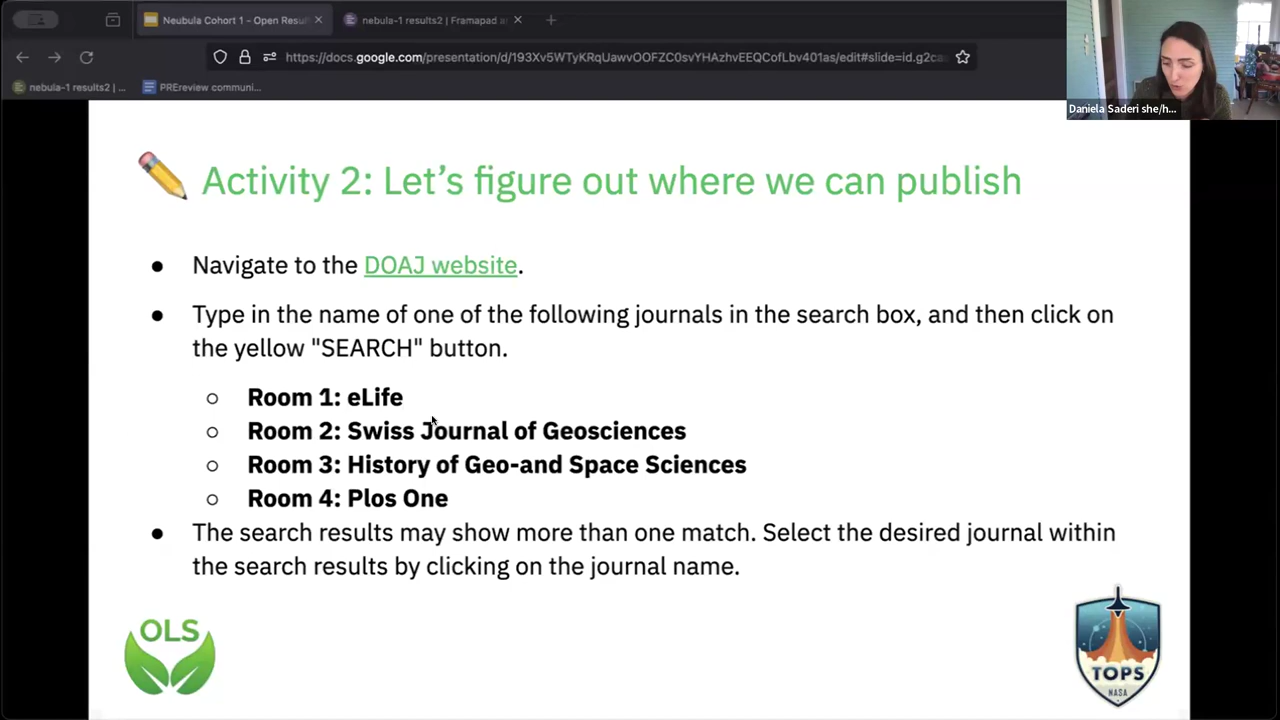 Neubula Cohort 1 - Open Resul
nebula-1 results2 | Framapad
https://docs.google.com/presentation/d/193Xv5WTyKRqUawvOOFZC0svYHAzhvEEQCofLbv401as/edit#slide=id.g2ca
nebula-1 results2 | ...
PREreview communi...
Daniela Saderi she/h...
Activity 2: Let's figure out where we can publish
● Navigate to the DOAJ website.
● Type in the name of one of the following journals in the search box, and then click on
the yellow "SEARCH" button.
○ Room 1: eLife
○ Room 2: Swiss Journal of Geosciences
○ Room 3: History of Geo-and Space Sciences
○ Room 4: Plos One
● The search results may show more than one match. Select the desired journal within
the search results by clicking on the journal name.
OLS
TOPS
NASA